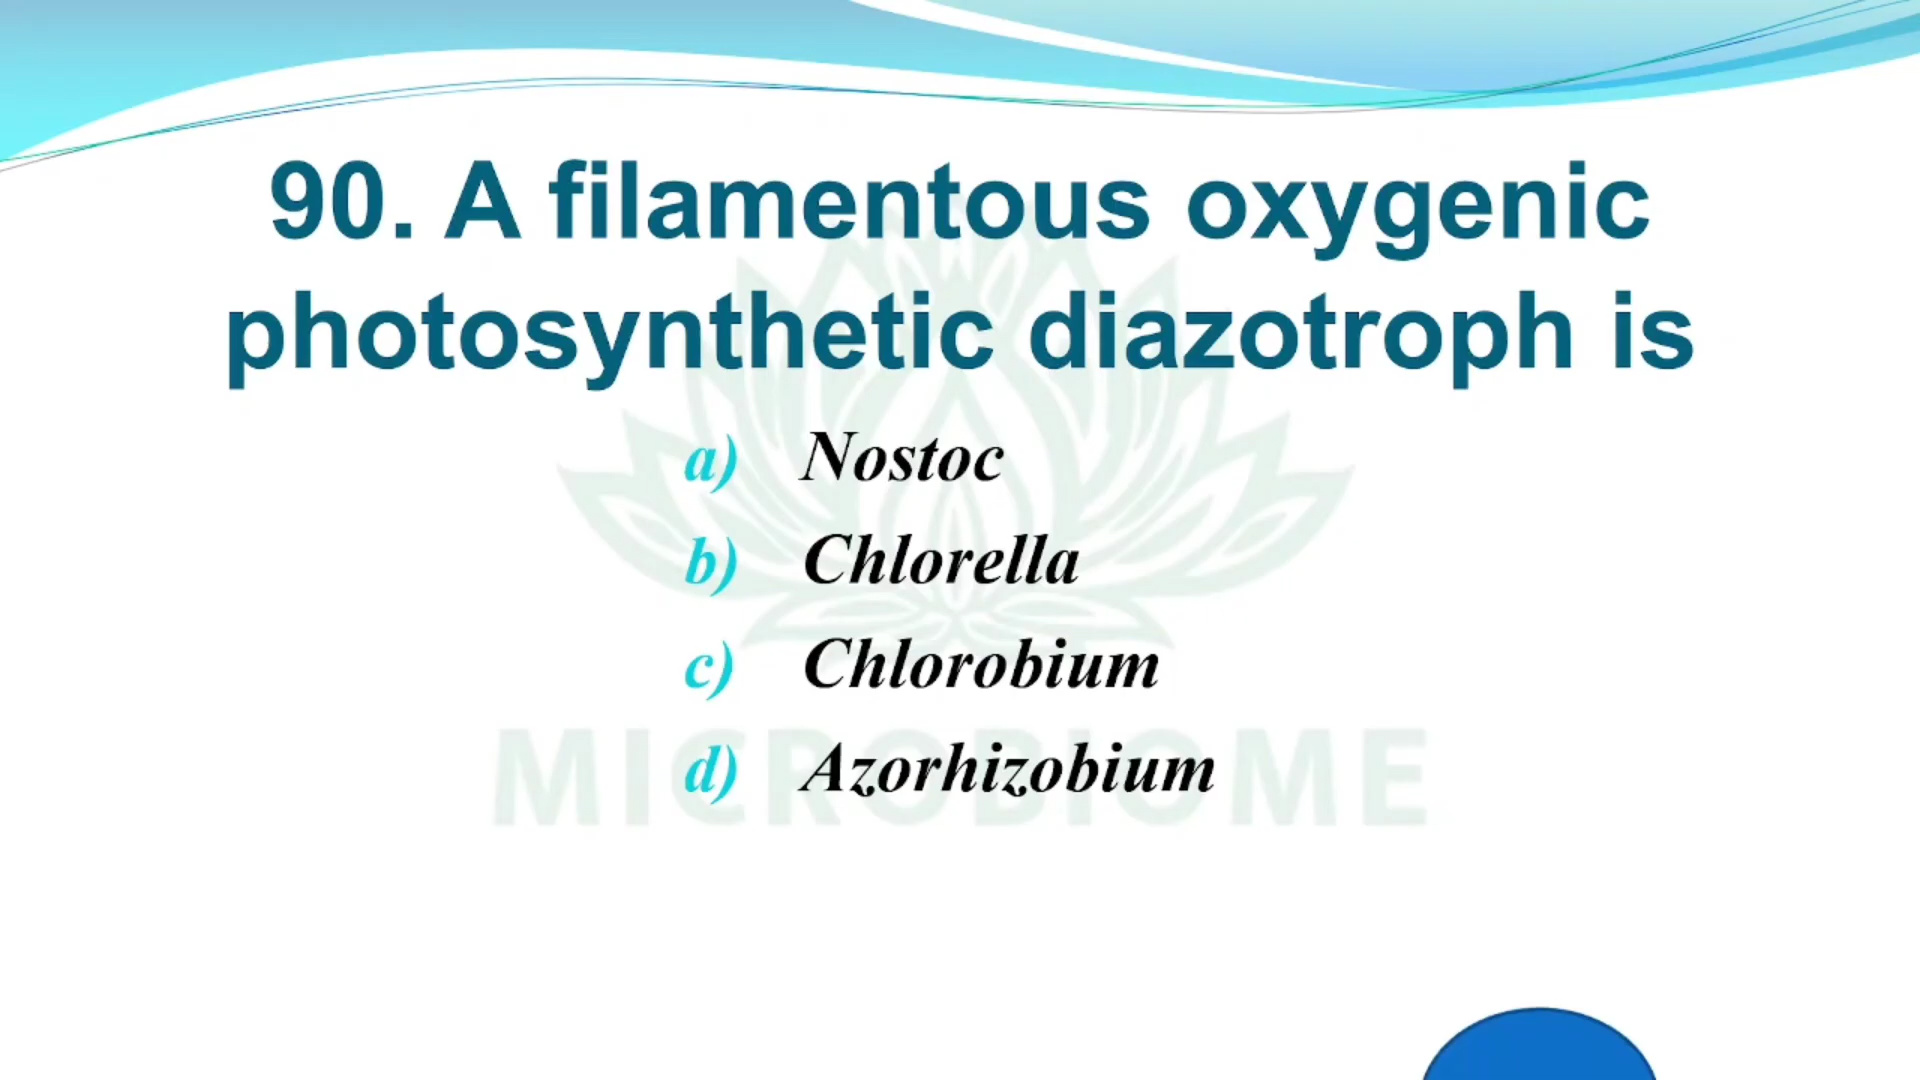 90. A filamentous oxygenic
photosynthetic diazotroph is
a) Nostoc
b) Chlorella
c) Chlorobium
d) Azorhizobium
MICROBIOME